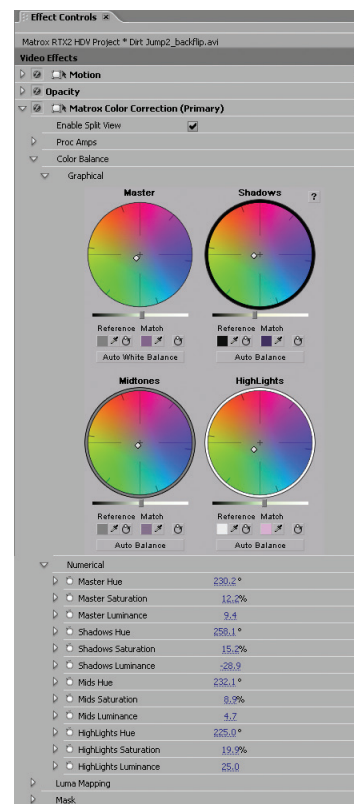 Effect Controls ×
Matrox RTX2 HDV Project * Dirt Jump2_backflip.avi
Video Effects
Motion
Opacity
Matrox Color Correction (Primary)
Enable Split View
Proc Amps
Color Balance
Graphical
Master Shadows ?
Reference Match Reference Match
Auto White Balance Auto Balance
Midtones HighLights
Reference Match Reference Match
Auto Balance Auto Balance
Numerical
Master Hue 230.2°
Master Saturation 12.2%
Master Luminance 9.4
Shadows Hue 258.1°
Shadows Saturation 15.2%
Shadows Luminance -28.9
Mids Hue 232.1°
Mids Saturation 8.9%
Mids Luminance 4.7
HighLights Hue 225.0°
HighLights Saturation 19.9%
HighLights Luminance 25.0
Luma Mapping
Mask